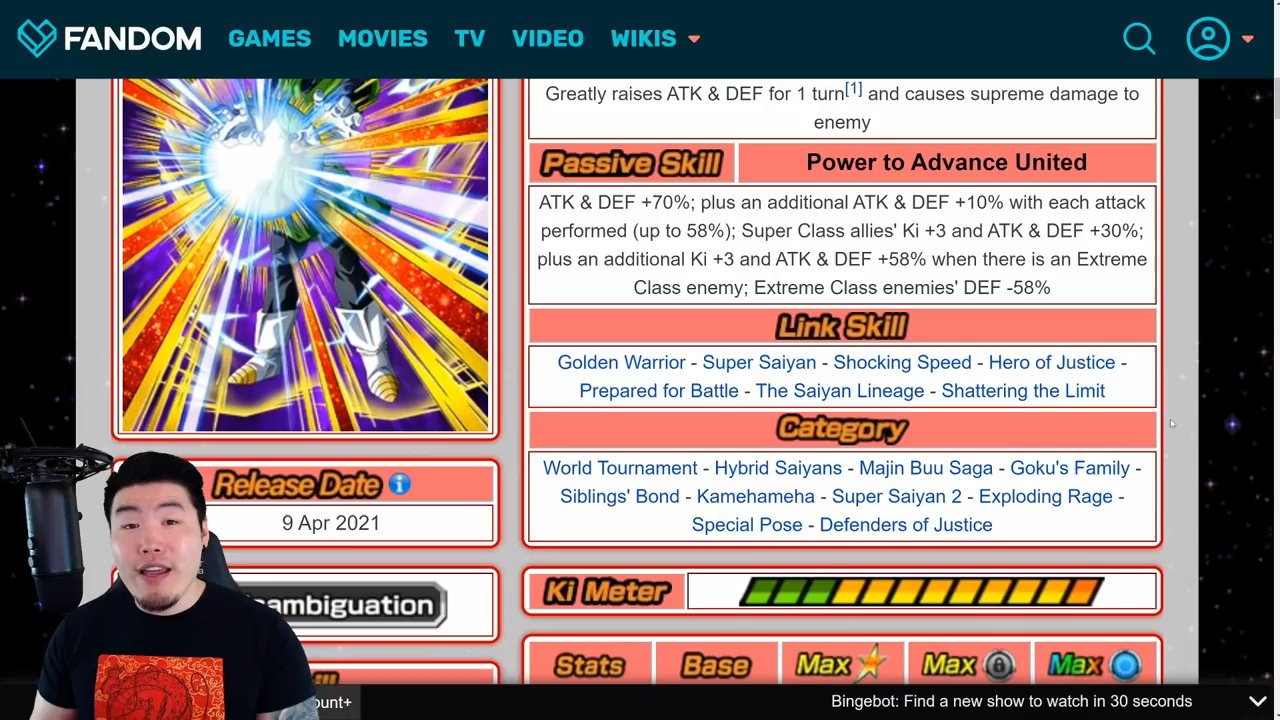 FANDOM GAMES MOVIES TV VIDEO WIKIS
Greatly raises ATK & DEF for 1 turn[1] and causes supreme damage to
enemy
Passive Skill Power to Advance United
ATK & DEF +70%; plus an additional ATK & DEF +10% with each attack
performed (up to 58%); Super Class allies' Ki +3 and ATK & DEF +30%;
plus an additional Ki +3 and ATK & DEF +58% when there is an Extreme
Class enemy; Extreme Class enemies' DEF -58%
Link Skill
Golden Warrior - Super Saiyan - Shocking Speed - Hero of Justice -
Prepared for Battle - The Saiyan Lineage - Shattering the Limit
Category
World Tournament - Hybrid Saiyans - Majin Buu Saga - Goku's Family -
Siblings' Bond - Kamehameha - Super Saiyan 2 - Exploding Rage -
Special Pose - Defenders of Justice
Release Date i
9 Apr 2021
Ki Meter
ambiguation
Stats Base Max Max Max
ount+
Bingebot: Find a new show to watch in 30 seconds